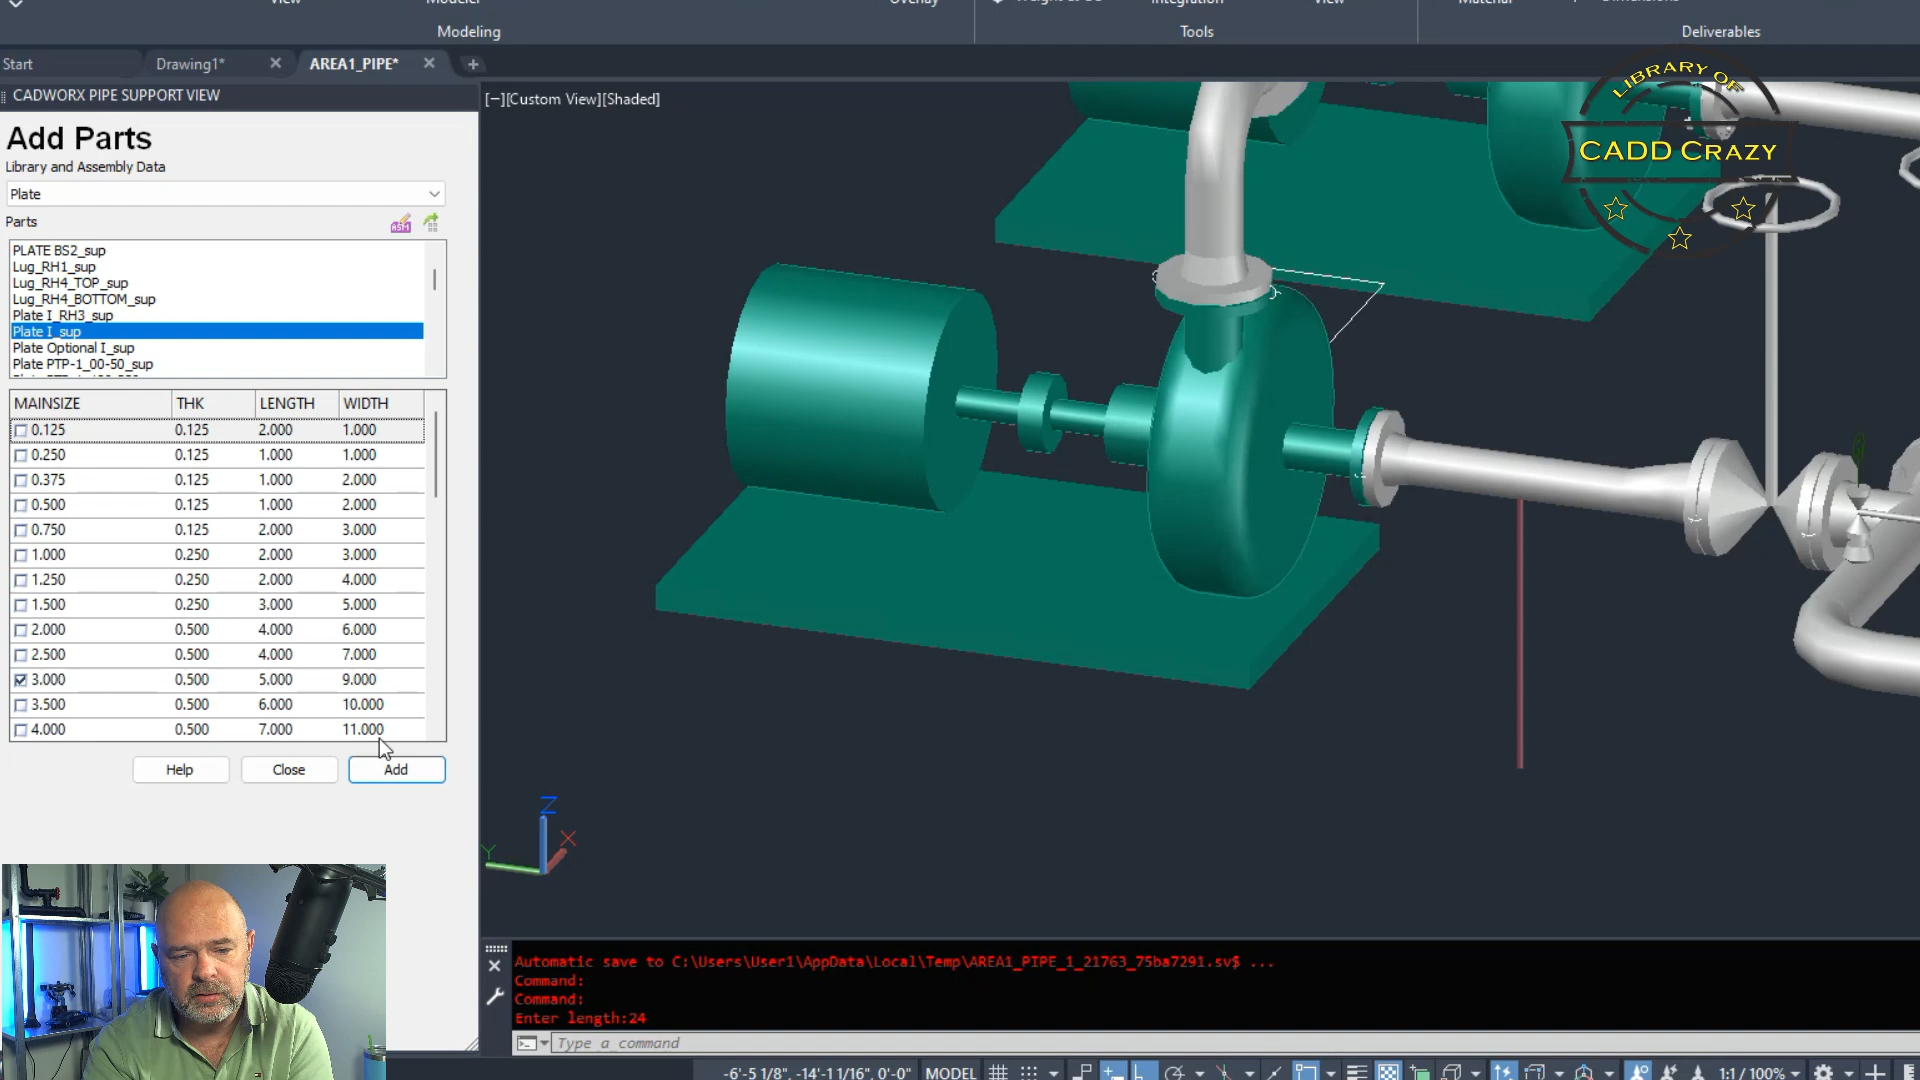 View
Modeler
Overlay
Integration
View
Material
Modeling
Tools
Deliverables
Start
Drawing1*
AREA1_PIPE*
CADWORX PIPE SUPPORT VIEW
[−][Custom View][Shaded]
LIBRARY OF
CADD CRAZY
Add Parts
Library and Assembly Data
Plate
Parts
ASM
PLATE BS2_sup
Lug_RH1_sup
Lug_RH4_TOP_sup
Lug_RH4_BOTTOM_sup
Plate I_RH3_sup
Plate I_sup
Plate Optional I_sup
Plate PTP-1_00-50_sup
MAINSIZE THK LENGTH WIDTH
0.125 0.125 2.000 1.000
0.250 0.125 1.000 1.000
0.375 0.125 1.000 2.000
0.500 0.125 1.000 2.000
0.750 0.125 2.000 3.000
1.000 0.250 2.000 3.000
1.250 0.250 2.000 4.000
1.500 0.250 3.000 5.000
2.000 0.500 4.000 6.000
2.500 0.500 4.000 7.000
3.000 0.500 5.000 9.000
3.500 0.500 6.000 10.000
4.000 0.500 7.000 11.000
Help Close Add
Z
X
Y
Automatic save to C:\Users\User1\AppData\Local\Temp\AREA1_PIPE_1_21763_75ba7291.sv$ ...
Command:
Command:
Enter length:24
Type a command
-6'-5 1/8", -14'-1 1/16", 0'-0" MODEL
1:1 / 100%